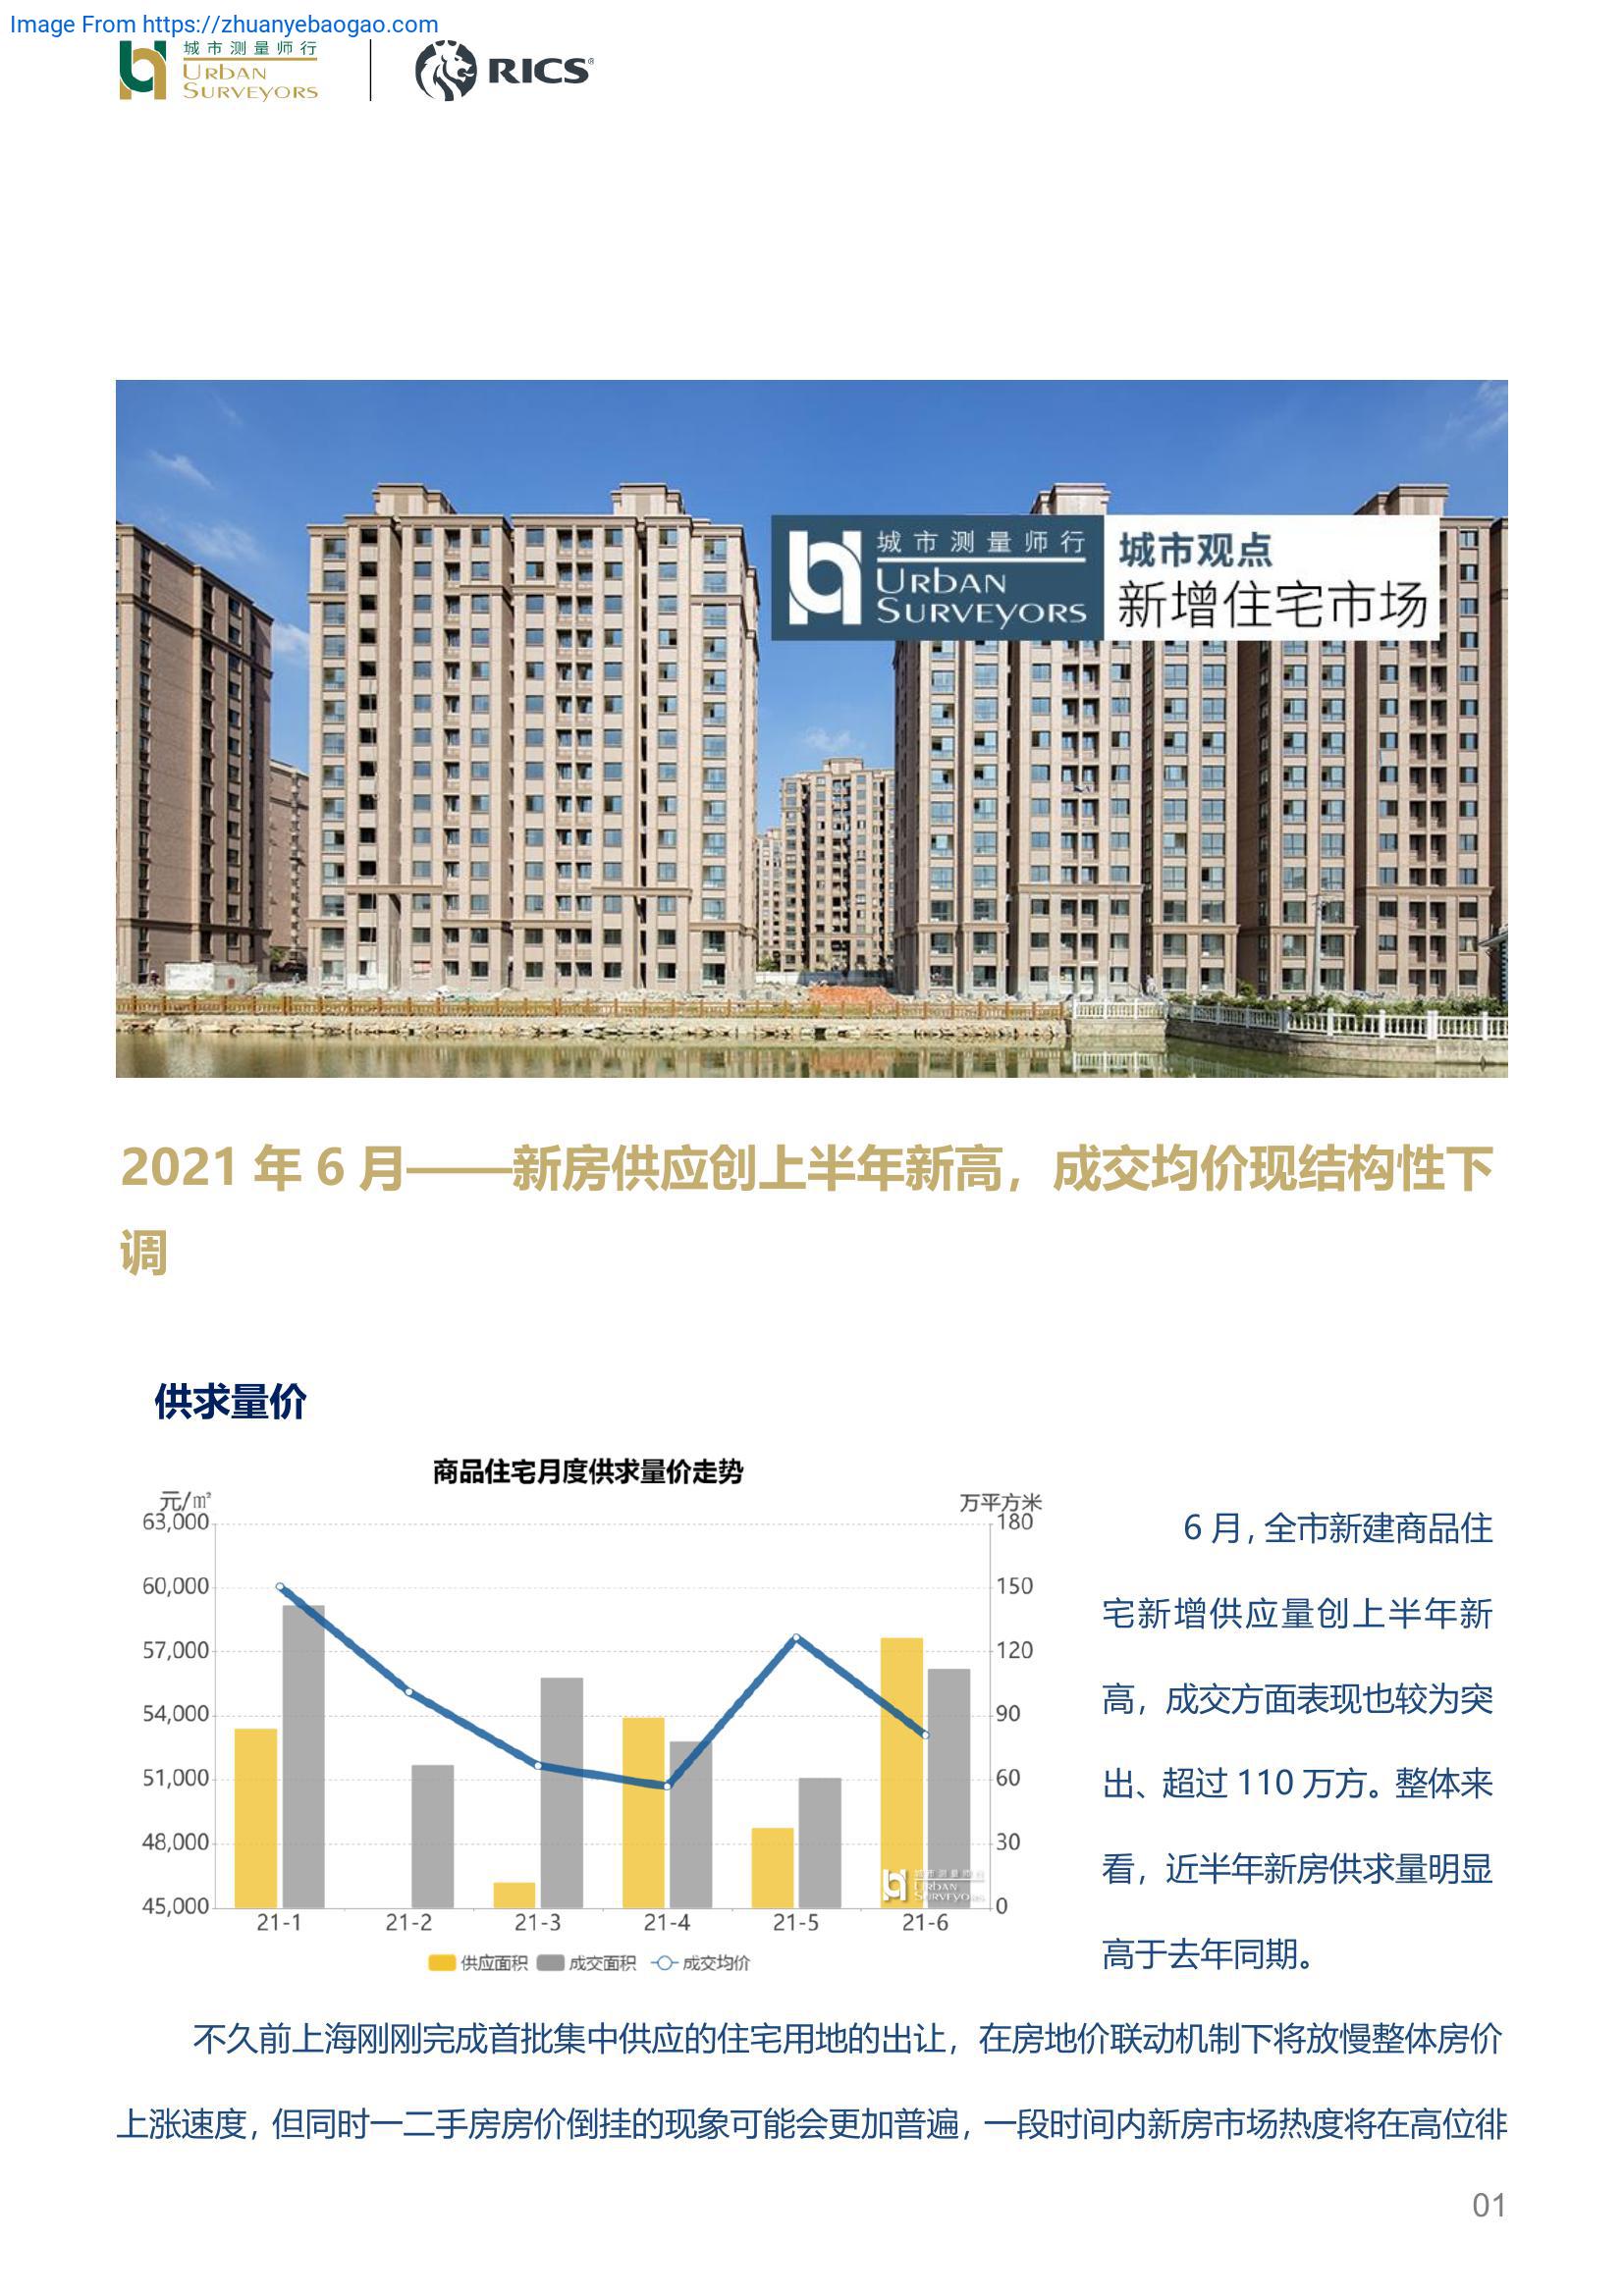 Image From https://zhuanyebaogao.com
城市测量师行
URBAN
SURVEYORS
RICS®
城市测量师行
URBAN
SURVEYORS
城市观点
新增住宅市场
2021 年 6 月——新房供应创上半年新高，成交均价现结构性下
调
供求量价
商品住宅月度供求量价走势
元/㎡
万平方米
63,000
60,000
57,000
54,000
51,000
48,000
45,000
180
150
120
90
60
30
0
21-1
21-2
21-3
21-4
21-5
21-6
城市测量师行
URBAN
SURVEYORS
供应面积
成交面积
成交均价
6 月，全市新建商品住
宅新增供应量创上半年新
高，成交方面表现也较为突
出、超过 110 万方。整体来
看，近半年新房供求量明显
高于去年同期。
不久前上海刚刚完成首批集中供应的住宅用地的出让，在房地价联动机制下将放慢整体房价
上涨速度，但同时一二手房房价倒挂的现象可能会更加普遍，一段时间内新房市场热度将在高位徘
01